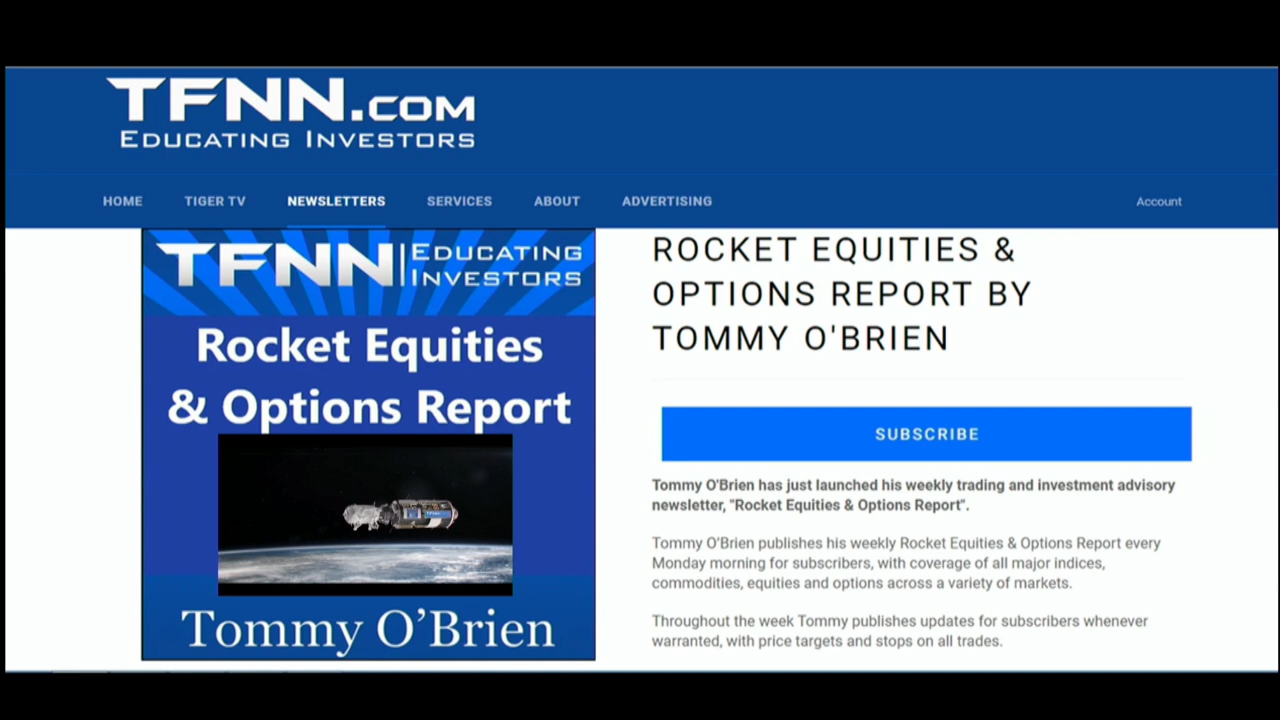 TFNN.COM
EDUCATING INVESTORS
HOME TIGER TV NEWSLETTERS SERVICES ABOUT ADVERTISING Account
TFNN EDUCATING
INVESTORS
Rocket Equities
& Options Report
Tommy O'Brien
ROCKET EQUITIES &
OPTIONS REPORT BY
TOMMY O'BRIEN
SUBSCRIBE
Tommy O'Brien has just launched his weekly trading and investment advisory
newsletter, "Rocket Equities & Options Report".
Tommy O'Brien publishes his weekly Rocket Equities & Options Report every
Monday morning for subscribers, with coverage of all major indices,
commodities, equities and options across a variety of markets.
Throughout the week Tommy publishes updates for subscribers whenever
warranted, with price targets and stops on all trades.